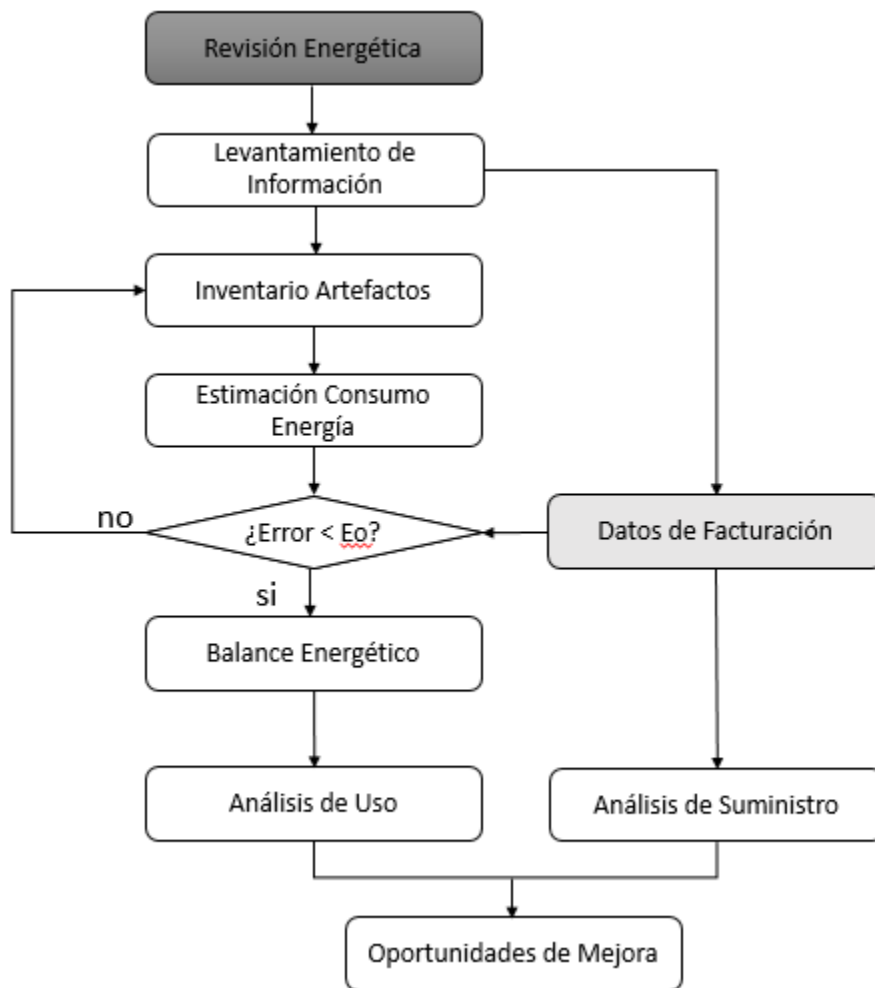 Revisión Energética
Levantamiento de
Información
Inventario Artefactos
Estimación Consumo
Energía
no
¿Error < Eo?
Datos de Facturación
si
Balance Energético
Análisis de Uso
Análisis de Suministro
Oportunidades de Mejora